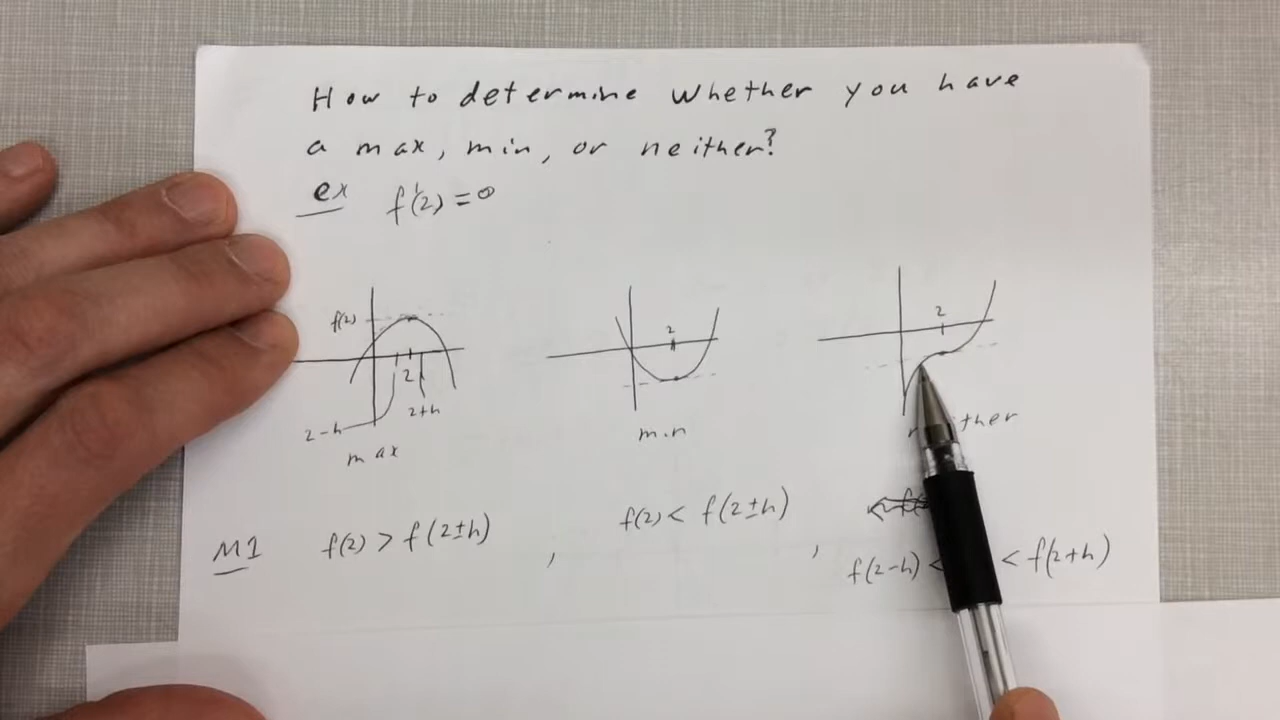 How to determine whether you have
a max, min, or neither?
ex f'(2) = 0
f(2)
2
2+h
2-h
max
2
min
2
M1 f(2) > f(2±h) , f(2) < f(2±h) ,
f(2-h) < < f(2+h)